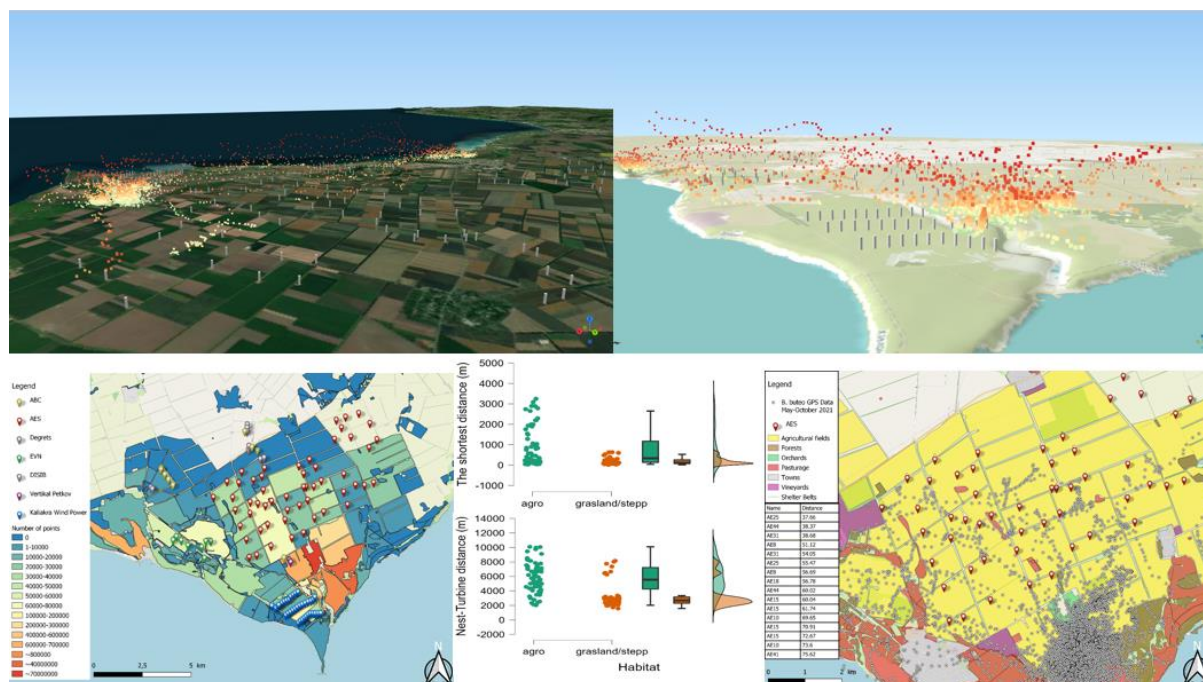 Legend
ABC
AES
Degrets
EVN
DISIB
Vertikal Petkov
Kaliakra Wind Power
Number of points
0
1-10000
10000-20000
20000-30000
30000-40000
40000-50000
50000-60000
60000-80000
100000-200000
200000-300000
400000-600000
600000-700000
~800000
~40000000
~70000000
0
2,5
5 km
N
The shortest distance (m)
5000
4000
3000
2000
1000
0
-1000
agro
grasland/stepp
Nest-Turbine distance (m)
14000
12000
10000
8000
6000
4000
2000
0
-2000
agro
grasland/stepp
Habitat
Legend
B. buteo GPS Data
May-October 2021
AES
Agricultural fields
Forests
Orchards
Pasturage
Towns
Vineyards
Shelter Belts
Name Distance
AE25 37.66
AE44 38.37
AE31 38.68
AE8 51.12
AE31 54.05
AE25 55.47
AE8 56.65
AE18 56.78
AE44 60.02
AE15 60.04
AE15 61.74
AE10 69.65
AE15 70.91
AE15 72.67
AE10 73.6
AE41 75.62
0
1
2 km
N